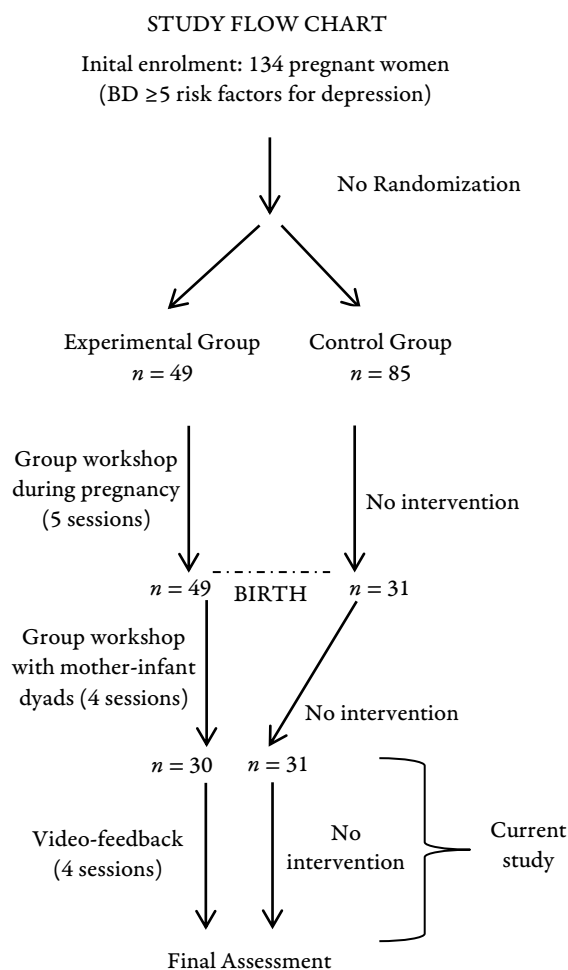 STUDY FLOW CHART
Inital enrolment: 134 pregnant women
(BD ≥5 risk factors for depression)
No Randomization
Experimental Group
n = 49
Control Group
n = 85
Group workshop
during pregnancy
(5 sessions)
No intervention
n = 49
BIRTH
n = 31
Group workshop
with mother-infant
dyads (4 sessions)
No intervention
n = 30
n = 31
Video-feedback
(4 sessions)
No
intervention
Current
study
Final Assessment